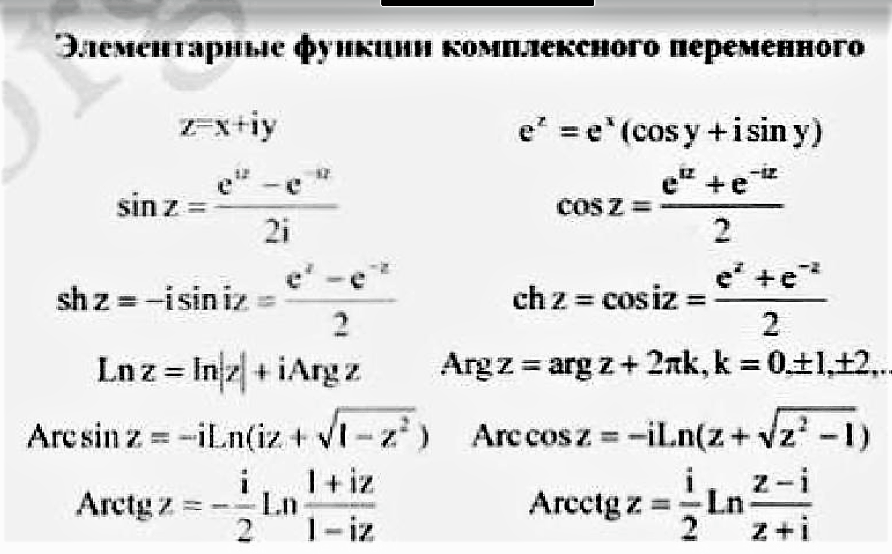 Элементарные функции комплексного переменного
z=x+iy    e^z = e^x (cos y + i sin y)
sin z = (e^{iz} − e^{−iz}) / 2i    cos z = (e^{iz} + e^{−iz}) / 2
sh z = −i sin iz = (e^z − e^{−z}) / 2    ch z = cos iz = (e^z + e^{−z}) / 2
Ln z = ln|z| + iArg z    Arg z = arg z + 2πk, k = 0,±1,±2,..
Arcsin z = −iLn(iz + √(1 − z²))    Arccos z = −iLn(z + √(z² − 1))
Arctg z = −(i/2) Ln (1 + iz)/(1 − iz)    Arcctg z = (i/2) Ln (z − i)/(z + i)